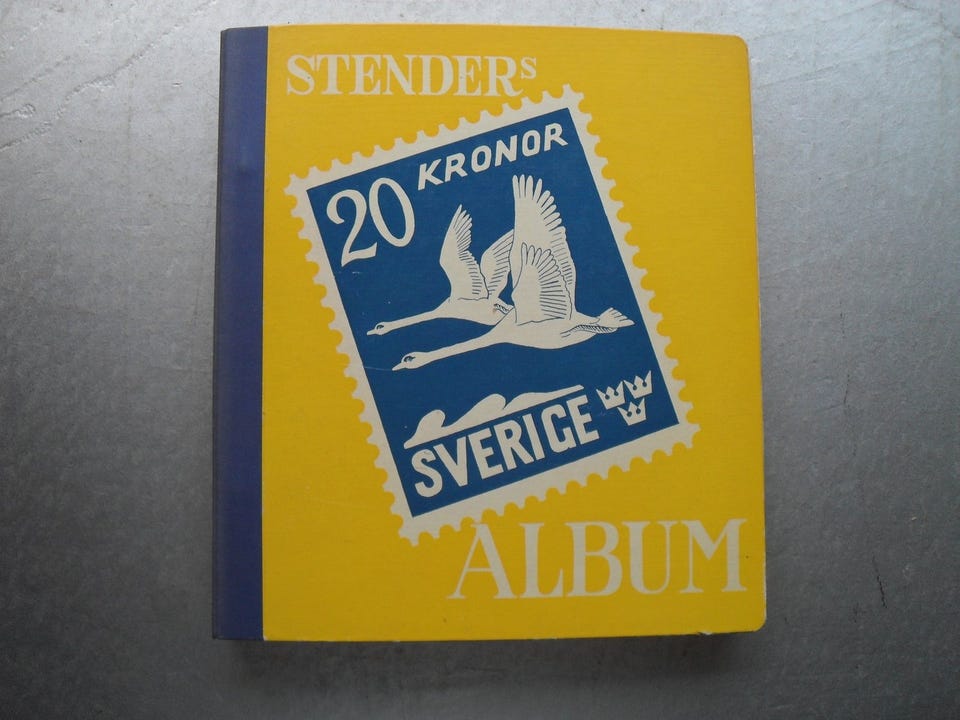 STENDERs
20 KRONOR
SVERIGE
ALBUM